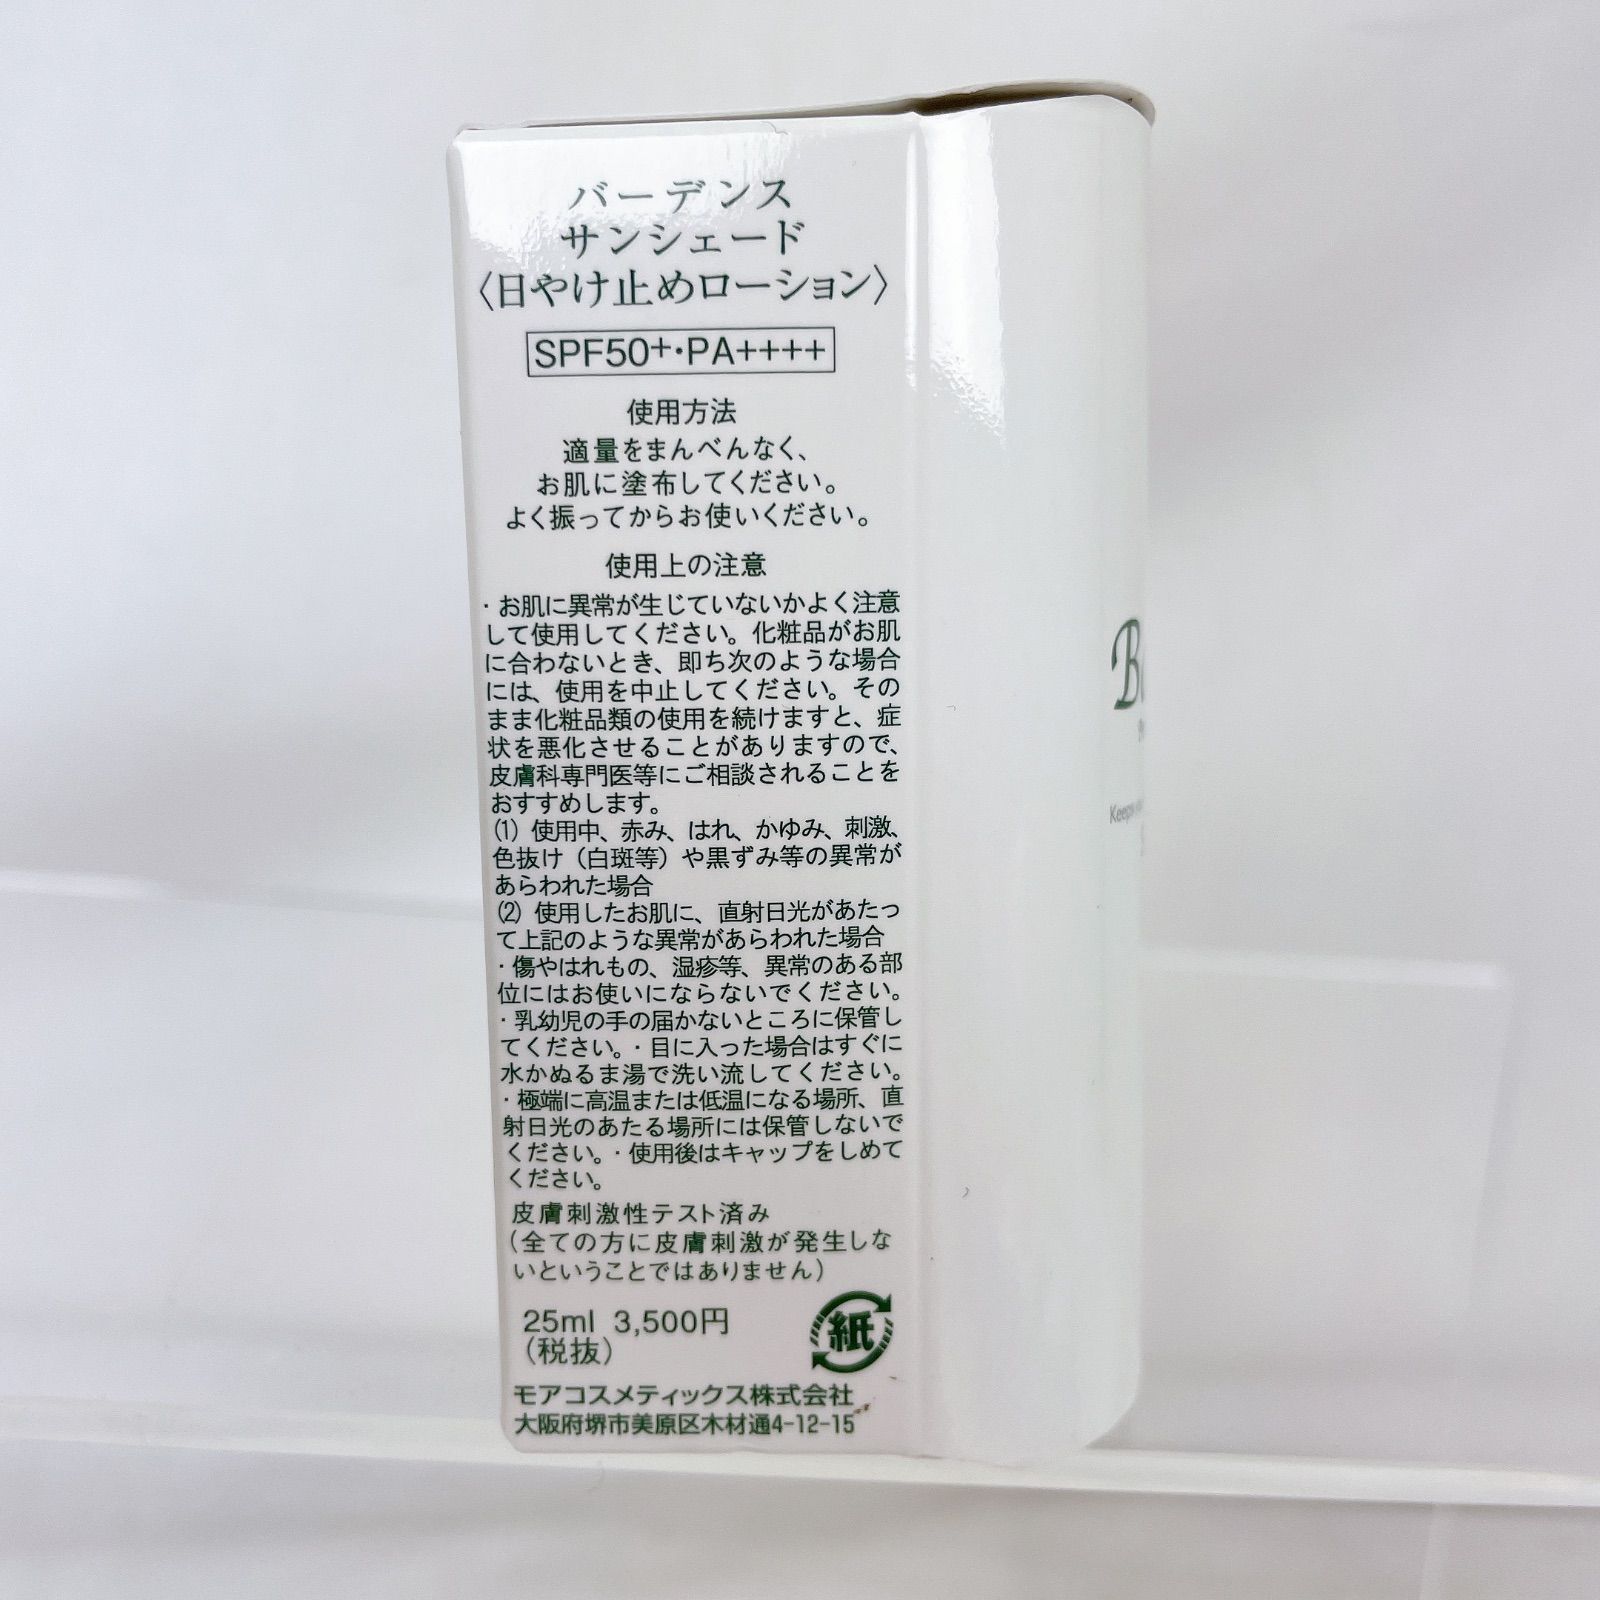 バーデンス
サンシェード
〈日やけ止めローション〉
SPF50+・PA++++
使用方法
適量をまんべんなく、
お肌に塗布してください。
よく振ってからお使いください。
使用上の注意
・お肌に異常が生じていないかよく注意
して使用してください。化粧品がお肌
に合わないとき、即ち次のような場合
には、使用を中止してください。その
まま化粧品類の使用を続けますと、症
状を悪化させることがありますので、
皮膚科専門医等にご相談されることを
おすすめします。
(1) 使用中、赤み、はれ、かゆみ、刺激、
色抜け（白斑等）や黒ずみ等の異常が
あらわれた場合
(2) 使用したお肌に、直射日光があたっ
て上記のような異常があらわれた場合
・傷やはれもの、湿疹等、異常のある部
位にはお使いにならないでください。
・乳幼児の手の届かないところに保管し
てください。・目に入った場合はすぐに
水かぬるま湯で洗い流してください。
・極端に高温または低温になる場所、直
射日光のあたる場所には保管しないで
ください。・使用後はキャップをしめて
ください。
皮膚刺激性テスト済み
（全ての方に皮膚刺激が発生しな
いということではありません）
25ml 3,500円
（税抜）
紙
モアコスメティックス株式会社
大阪府堺市美原区木材通4-12-15